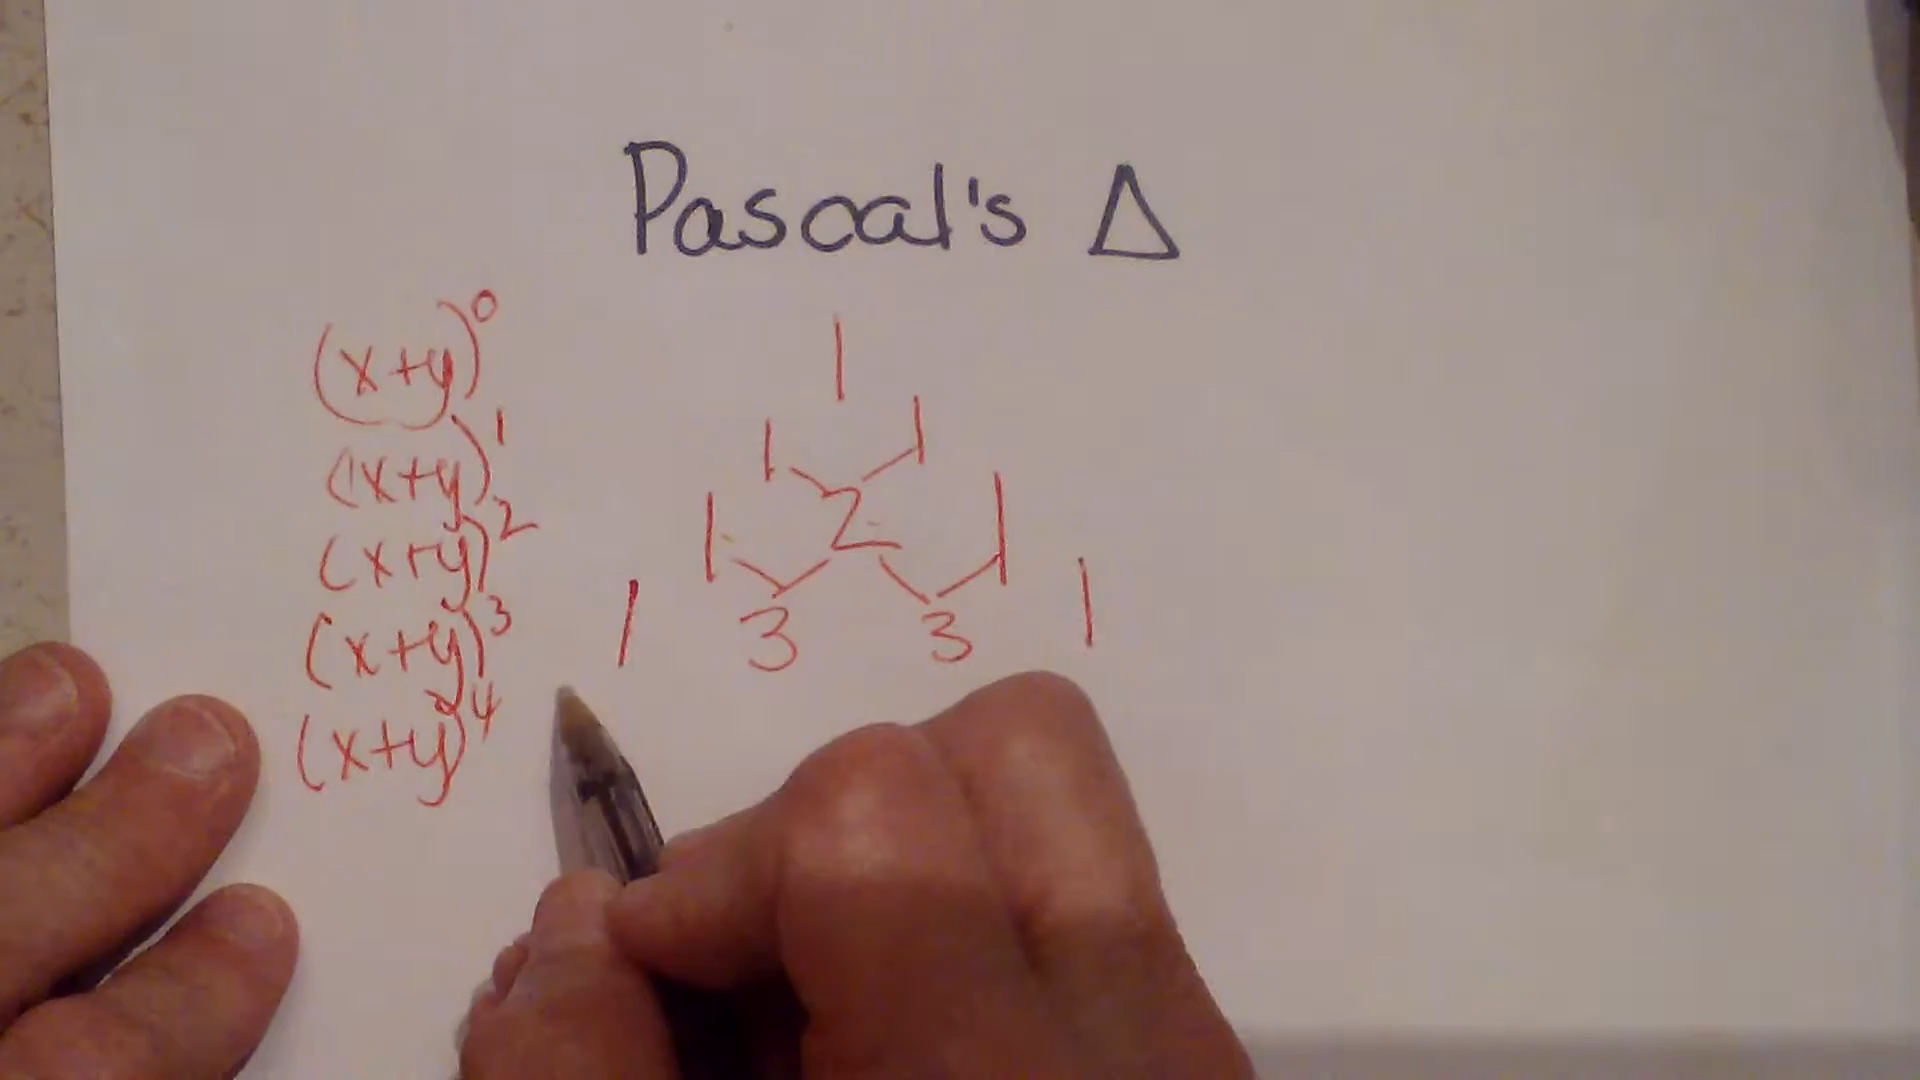 Pascal's Δ
(x+y)^0 1
(x+y)^1 1 1
(x+y)^2 1 2 1
(x+y)^3 1 3 3 1
(x+y)^4